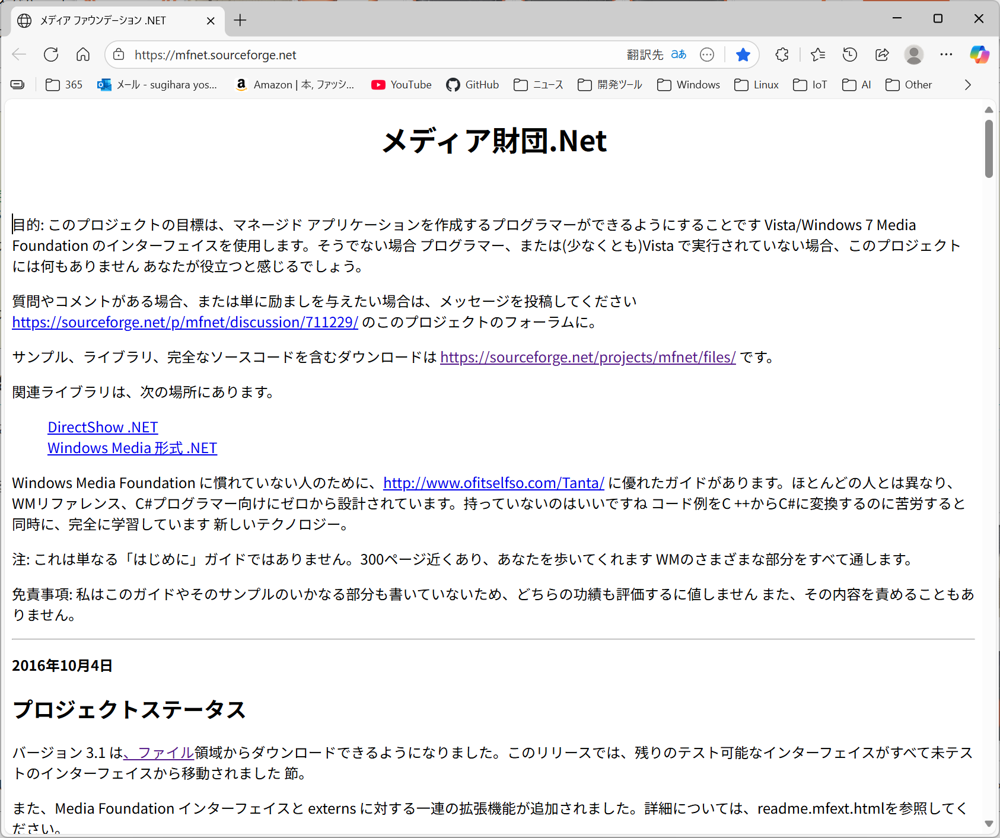 メディア ファウンデーション .NET
https://mfnet.sourceforge.net
翻訳先 aあ
365
メール - sugihara yos...
Amazon | 本, ファッシ...
YouTube
GitHub
ニュース
開発ツール
Windows
Linux
IoT
AI
Other
メディア財団.Net
目的: このプロジェクトの目標は、マネージド アプリケーションを作成するプログラマーができるようにすることです Vista/Windows 7 Media
Foundation のインターフェイスを使用します。そうでない場合 プログラマー、または(少なくとも)Vista で実行されていない場合、このプロジェクト
には何もありません あなたが役立つと感じるでしょう。
質問やコメントがある場合、または単に励ましを与えたい場合は、メッセージを投稿してください
https://sourceforge.net/p/mfnet/discussion/711229/ のこのプロジェクトのフォーラムに。
サンプル、ライブラリ、完全なソースコードを含むダウンロードは https://sourceforge.net/projects/mfnet/files/ です。
関連ライブラリは、次の場所にあります。
DirectShow .NET
Windows Media 形式 .NET
Windows Media Foundation に慣れていない人のために、http://www.ofitselfso.com/Tanta/ に優れたガイドがあります。ほとんどの人とは異なり、
WMリファレンス、C#プログラマー向けにゼロから設計されています。持っていないのはいいですね コード例をC ++からC#に変換するのに苦労すると
同時に、完全に学習しています 新しいテクノロジー。
注: これは単なる「はじめに」ガイドではありません。300ページ近くあり、あなたを歩いてくれます WMのさまざまな部分をすべて通します。
免責事項: 私はこのガイドやそのサンプルのいかなる部分も書いていないため、どちらの功績も評価するに値しません また、その内容を責めることもあ
りません。
2016年10月4日
プロジェクトステータス
バージョン 3.1 は、ファイル領域からダウンロードできるようになりました。このリリースでは、残りのテスト可能なインターフェイスがすべて未テス
トのインターフェイスから移動されました 節。
また、Media Foundation インターフェイスと externs に対する一連の拡張機能が追加されました。詳細については、readme.mfext.htmlを参照してく
ださい。